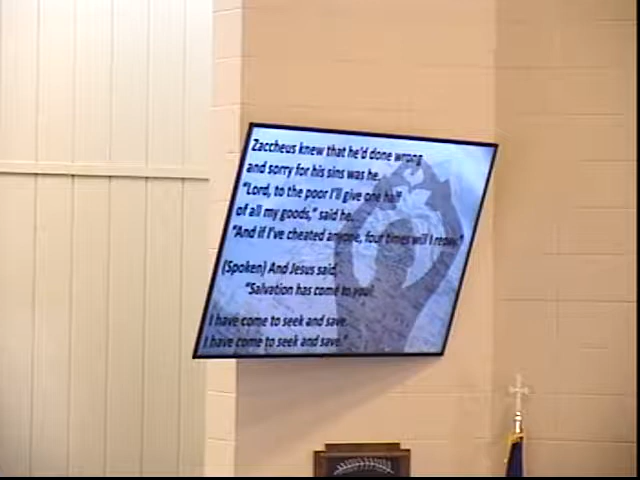 Zaccheus knew that he'd done wrong
and sorry for his sins was he.
"Lord, to the poor I'll give one half
of all my goods," said he.
"And if I've cheated anyone, four times will I repay."
(Spoken) And Jesus said,
"Salvation has come to you!
I have come to seek and save.
I have come to seek and save."